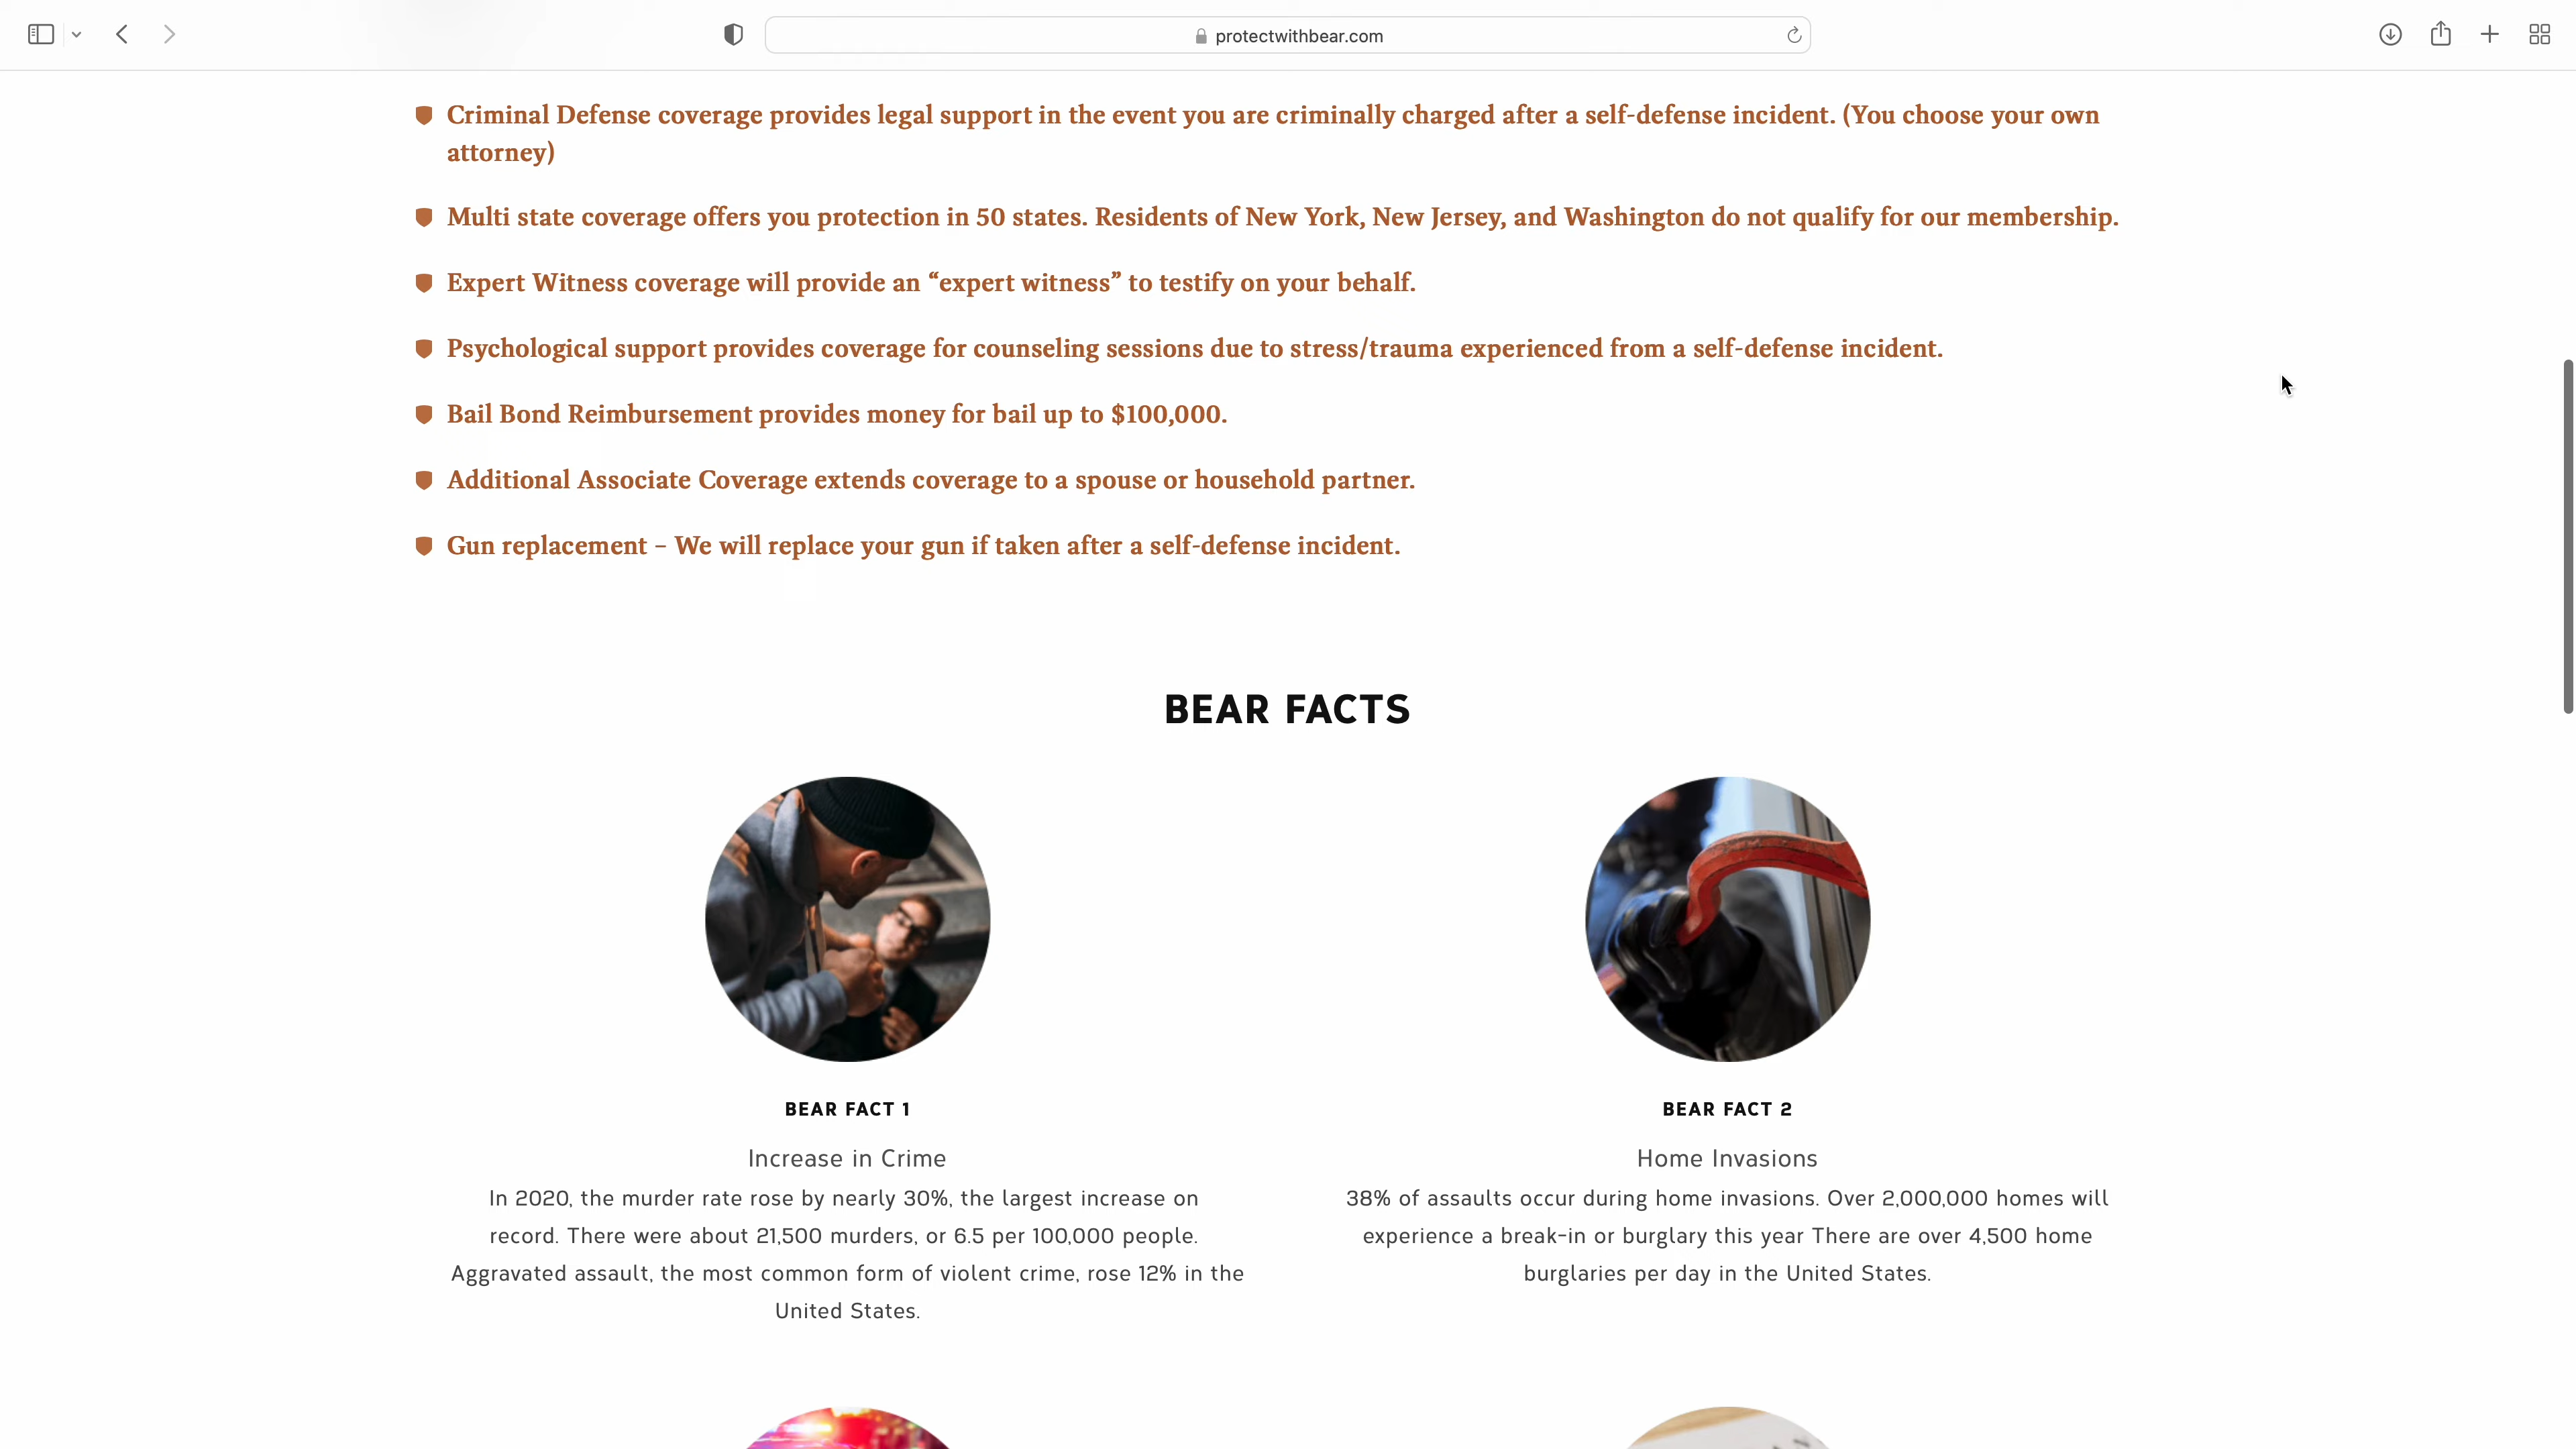 protectwithbear.com
Criminal Defense coverage provides legal support in the event you are criminally charged after a self-defense incident. (You choose your own
attorney)
Multi state coverage offers you protection in 50 states. Residents of New York, New Jersey, and Washington do not qualify for our membership.
Expert Witness coverage will provide an “expert witness” to testify on your behalf.
Psychological support provides coverage for counseling sessions due to stress/trauma experienced from a self-defense incident.
Bail Bond Reimbursement provides money for bail up to $100,000.
Additional Associate Coverage extends coverage to a spouse or household partner.
Gun replacement – We will replace your gun if taken after a self-defense incident.
BEAR FACTS
BEAR FACT 1
Increase in Crime
In 2020, the murder rate rose by nearly 30%, the largest increase on
record. There were about 21,500 murders, or 6.5 per 100,000 people.
Aggravated assault, the most common form of violent crime, rose 12% in the
United States.
BEAR FACT 2
Home Invasions
38% of assaults occur during home invasions. Over 2,000,000 homes will
experience a break-in or burglary this year There are over 4,500 home
burglaries per day in the United States.